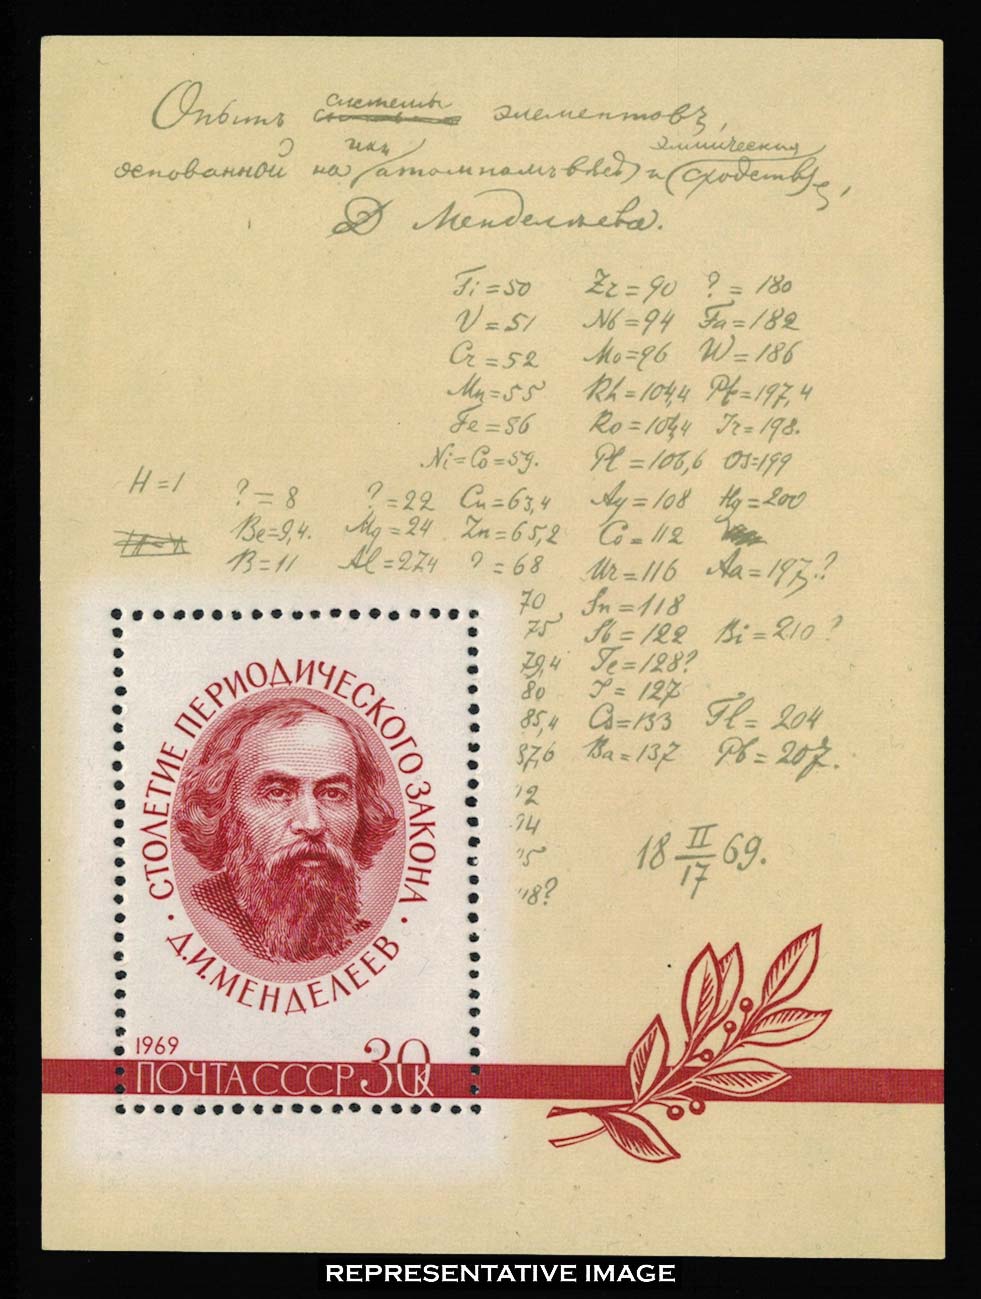 системы
Опытъ элементовъ,
ихъ химическия
основанной на атомномъ вѣсѣ и сходствѣ,
Д Менделѣева.
Ti = 50 Zr = 90 ? = 180
V = 51 Nb = 94 Ta = 182
Cr = 52 Mo = 96 W = 186
Mn = 55 Rh = 104,4 Pt = 197,4
Fe = 56 Ro = 104,4 Ir = 198.
Ni = Co = 59. Pl = 106,6 Os = 199
H = 1 ? = 8 ? = 22 Cu = 63,4 Ag = 108 Hg = 200
Be = 9,4. Mg = 24 Zn = 65,2 Cd = 112
B = 11 Al = 27,4 ? = 68 Ur = 116 Au = 197?
70 Sn = 118
75 Sb = 122 Bi = 210?
79,4 Te = 128?
80 J = 127
85,4 Cs = 133 Tl = 204
87,6 Ba = 137 Pb = 207.
92
94
95
118?
18 II/17 69.
СТОЛЕТИЕ ПЕРИОДИЧЕСКОГО ЗАКОНА
· Д.И.МЕНДЕЛЕЕВ ·
1969
ПОЧТА СССР 30 К
REPRESENTATIVE IMAGE